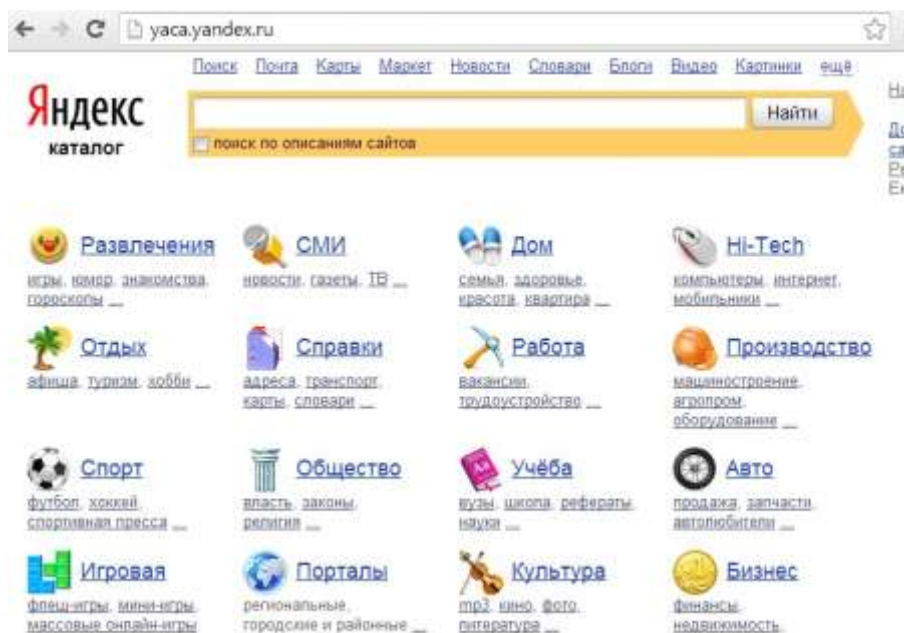 yaca.yandex.ru
Поиск Почта Карты Маркет Новости Словари Блоги Видео Картинки ещё
Яндекс
каталог
Найти
поиск по описаниям сайтов
Развлечения
игры, юмор, знакомства,
гороскопы ...
СМИ
новости, газеты, ТВ ...
Дом
семья, здоровье,
красота, квартира ...
Hi-Tech
компьютеры, интернет,
мобильники ...
Отдых
афиша, туризм, хобби ...
Справки
адреса, транспорт,
карты, словари ...
Работа
вакансии,
трудоустройство ...
Производство
машиностроение,
агропром,
оборудование ...
Спорт
футбол, хоккей,
спортивная пресса ...
Общество
власть, законы,
религия ...
Учёба
вузы, школа, рефераты,
науки ...
Авто
продажа, запчасти,
автолюбители ...
Игровая
флеш-игры, мини-игры,
массовые онлайн-игры
Порталы
региональные,
городские и районные ...
Культура
mp3, кино, фото,
литература ...
Бизнес
финансы,
недвижимость,